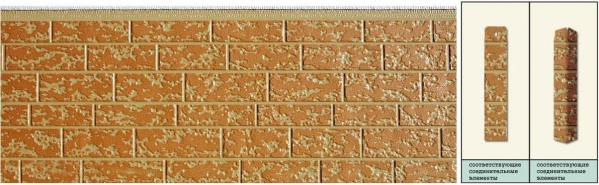 соответствующие
соединительные
элементы
соответствующие
соединительные
элементы